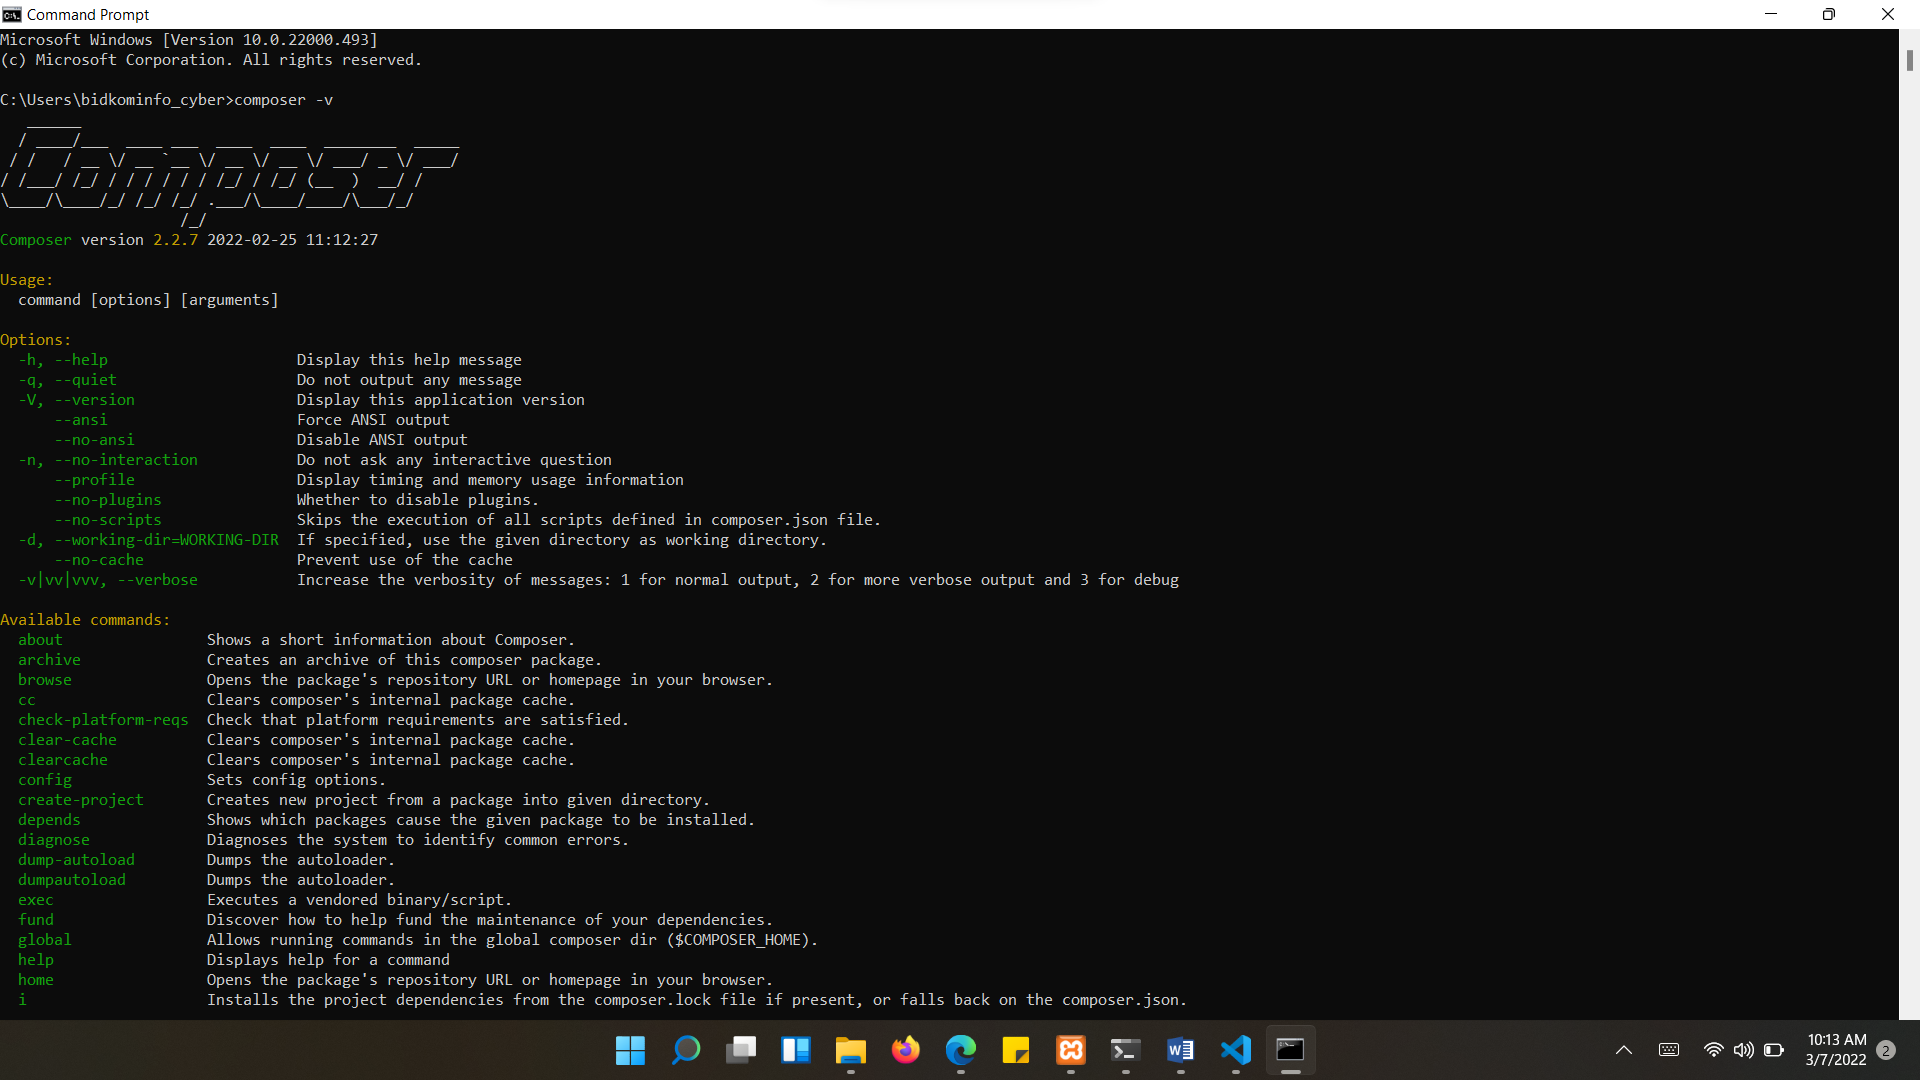 Command Prompt
Microsoft Windows [Version 10.0.22000.493]
(c) Microsoft Corporation. All rights reserved.
C:\Users\bidkominfo_cyber>composer -v
Composer
Composer version 2.2.7 2022-02-25 11:12:27
Usage:
  command [options] [arguments]
Options:
  -h, --help                     Display this help message
  -q, --quiet                    Do not output any message
  -V, --version                  Display this application version
      --ansi                     Force ANSI output
      --no-ansi                  Disable ANSI output
  -n, --no-interaction           Do not ask any interactive question
      --profile                  Display timing and memory usage information
      --no-plugins               Whether to disable plugins.
      --no-scripts               Skips the execution of all scripts defined in composer.json file.
  -d, --working-dir=WORKING-DIR  If specified, use the given directory as working directory.
      --no-cache                 Prevent use of the cache
  -v|vv|vvv, --verbose           Increase the verbosity of messages: 1 for normal output, 2 for more verbose output and 3 for debug
Available commands:
  about                Shows a short information about Composer.
  archive              Creates an archive of this composer package.
  browse               Opens the package's repository URL or homepage in your browser.
  cc                   Clears composer's internal package cache.
  check-platform-reqs  Check that platform requirements are satisfied.
  clear-cache          Clears composer's internal package cache.
  clearcache           Clears composer's internal package cache.
  config               Sets config options.
  create-project       Creates new project from a package into given directory.
  depends              Shows which packages cause the given package to be installed.
  diagnose             Diagnoses the system to identify common errors.
  dump-autoload        Dumps the autoloader.
  dumpautoload         Dumps the autoloader.
  exec                 Executes a vendored binary/script.
  fund                 Discover how to help fund the maintenance of your dependencies.
  global               Allows running commands in the global composer dir ($COMPOSER_HOME).
  help                 Displays help for a command
  home                 Opens the package's repository URL or homepage in your browser.
  i                    Installs the project dependencies from the composer.lock file if present, or falls back on the composer.json.
10:13 AM
3/7/2022
2